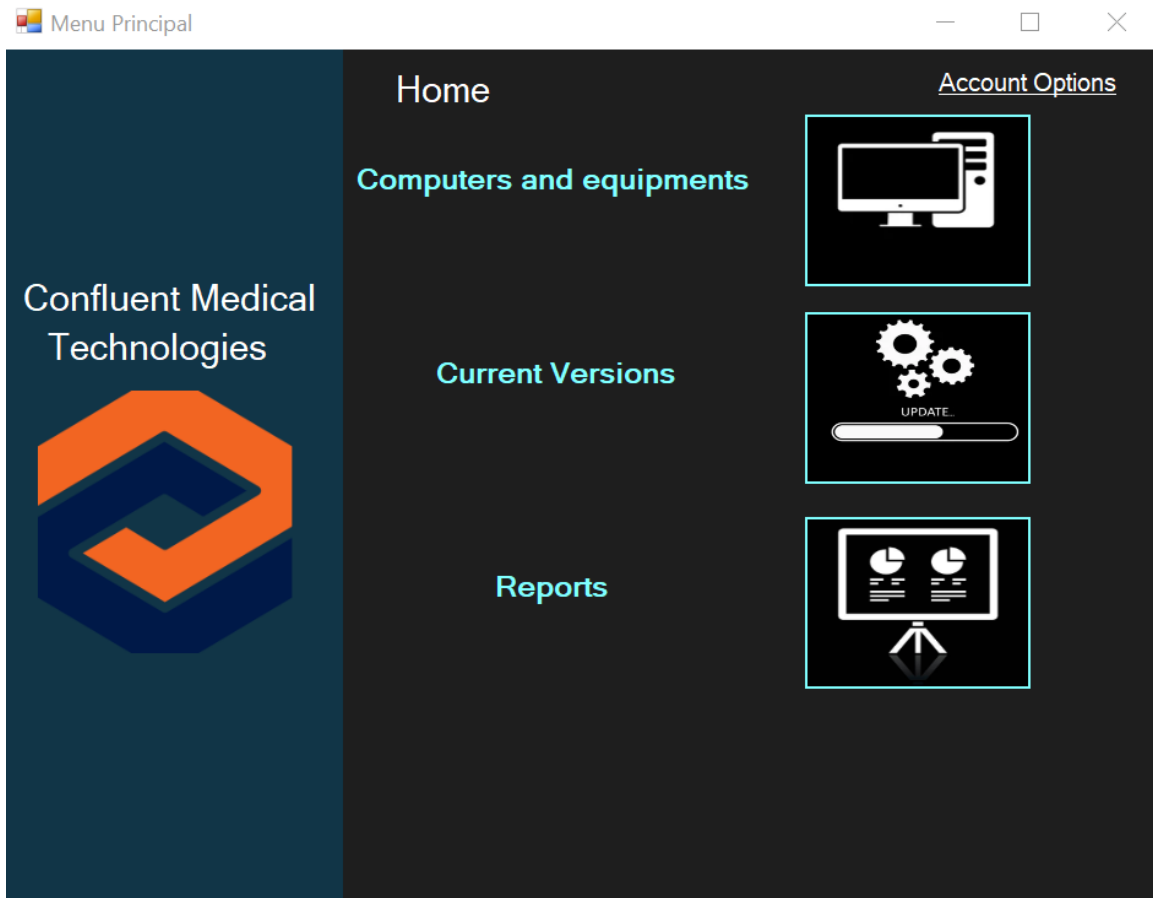 Menu Principal
Home
Account Options
Computers and equipments
Confluent Medical
Technologies
Current Versions
UPDATE..
Reports